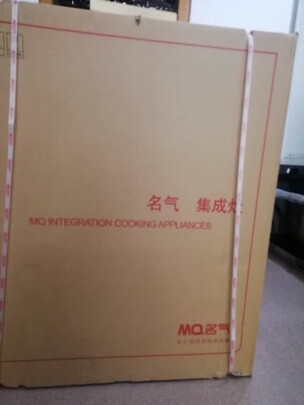 名气 集成灶
MQ INTEGRATION COOKING APPLIANCES
MQ名气